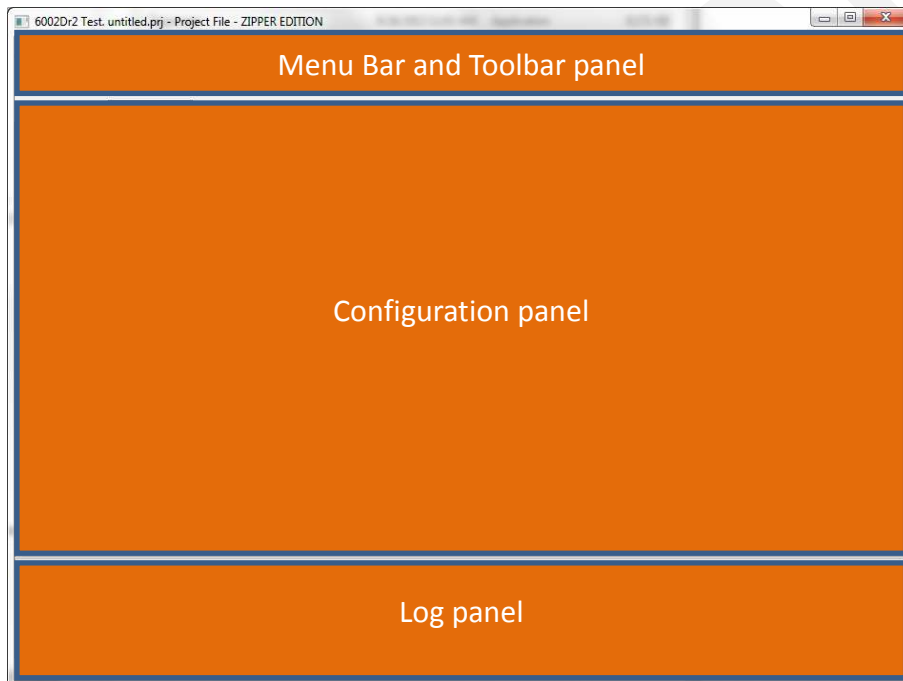 6002Dr2 Test. untitled.prj - Project File - ZIPPER EDITION
Menu Bar and Toolbar panel
Configuration panel
Log panel